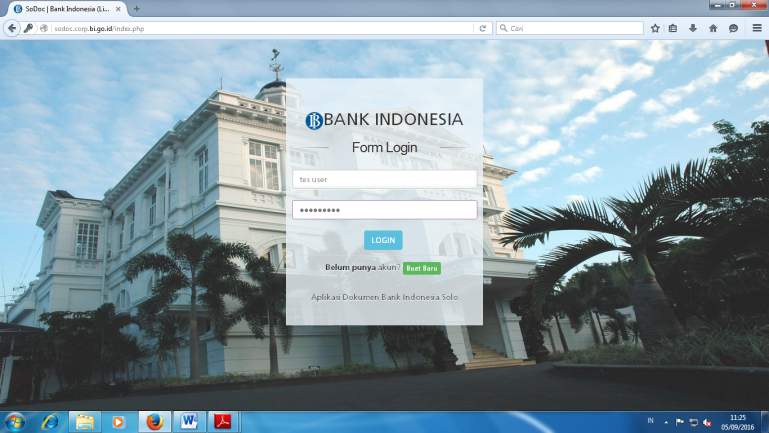 SoDoc | Bank Indonesia (Li...
sodoc.corp.bi.go.id/index.php
Cari
BANK INDONESIA
Form Login
tes user
LOGIN
Belum punya akun? Buat Baru
Aplikasi Dokumen Bank Indonesia Solo
IN
11:25
05/09/2016